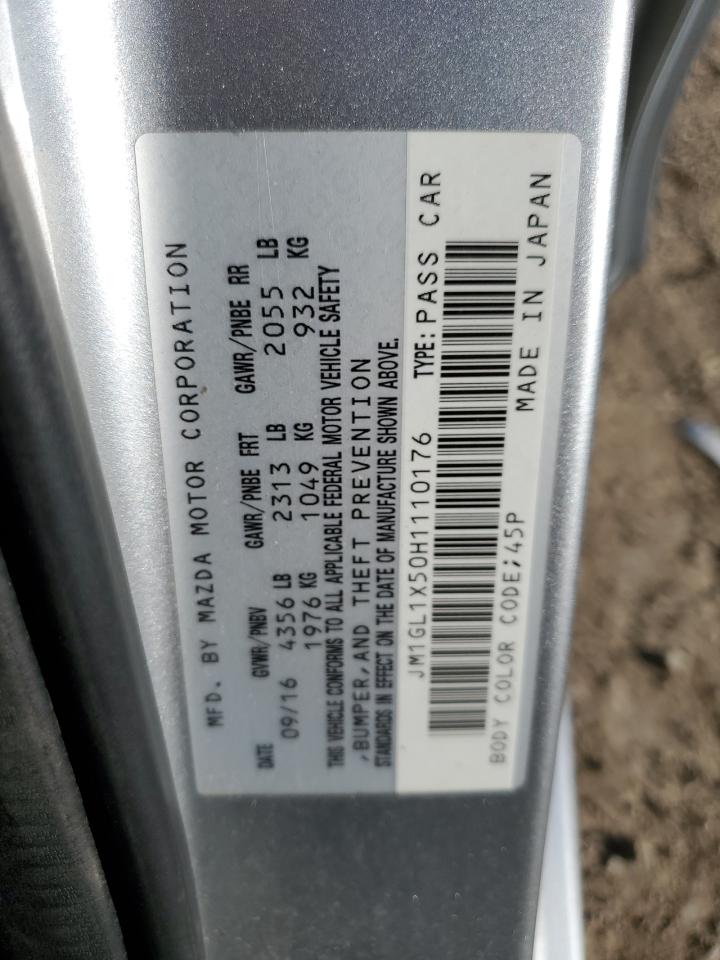 MFD. BY MAZDA MOTOR CORPORATION
DATE GVWR/PNBV GAWR/PNBE FRT GAWR/PNBE RR
09/16 4356 LB 2313 LB 2055 LB
1976 KG 1049 KG 932 KG
THIS VEHICLE CONFORMS TO ALL APPLICABLE FEDERAL MOTOR VEHICLE SAFETY
,BUMPER,AND THEFT PREVENTION
STANDARDS IN EFFECT ON THE DATE OF MANUFACTURE SHOWN ABOVE.
JM1GL1X50H1110176 TYPE: PASS CAR
BODY COLOR CODE;45P MADE IN JAPAN